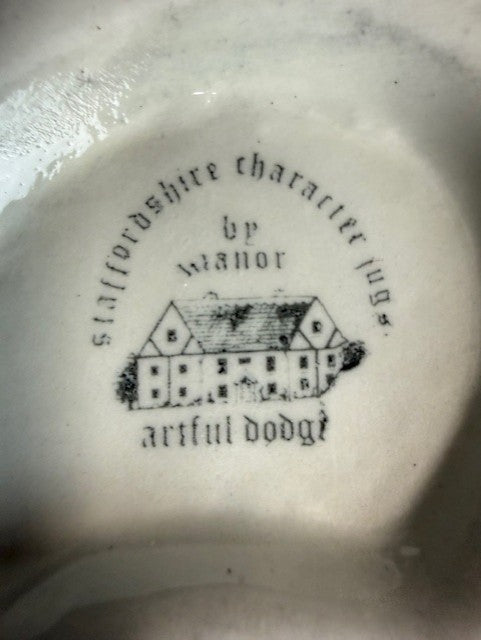 Staffordshire character jugs.
by
manor
artful dodge